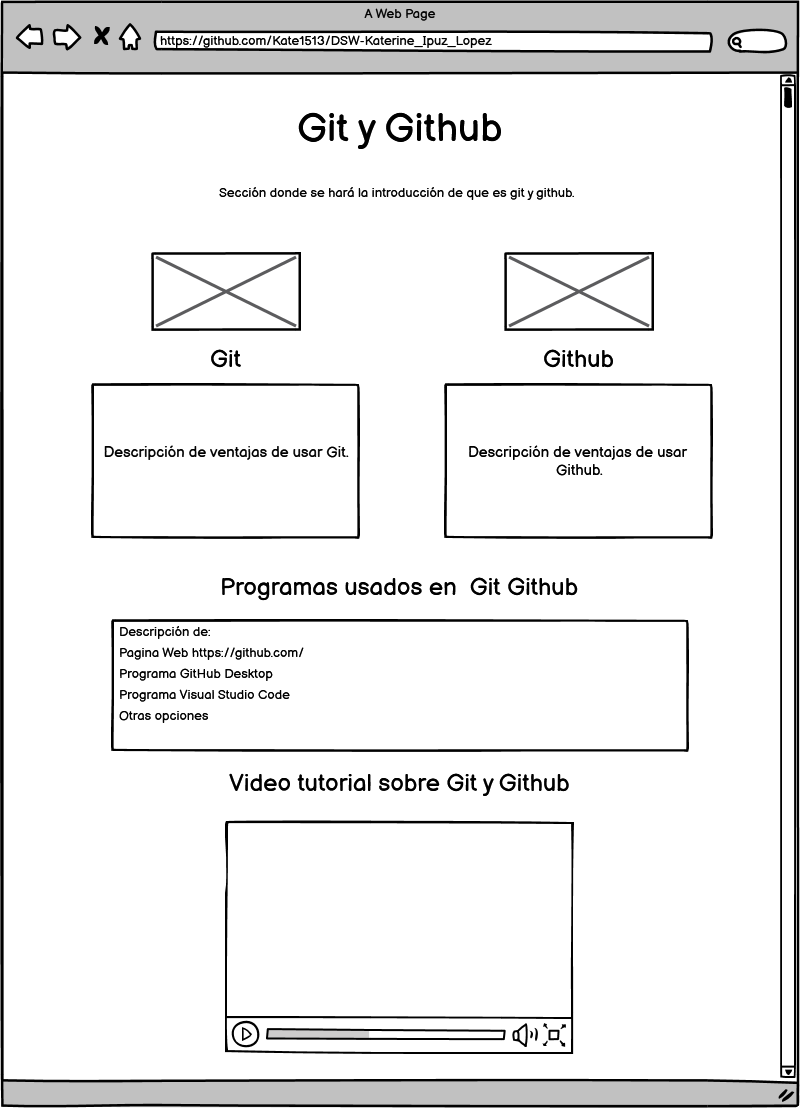 A Web Page
https://github.com/Kate1513/DSW-Katerine_Ipuz_Lopez
Git y Github
Sección donde se hará la introducción de que es git y github.
Git
Github
Descripción de ventajas de usar Git.
Descripción de ventajas de usar
Github.
Programas usados en Git Github
Descripción de:
Pagina Web https://github.com/
Programa GitHub Desktop
Programa Visual Studio Code
Otras opciones
Video tutorial sobre Git y Github